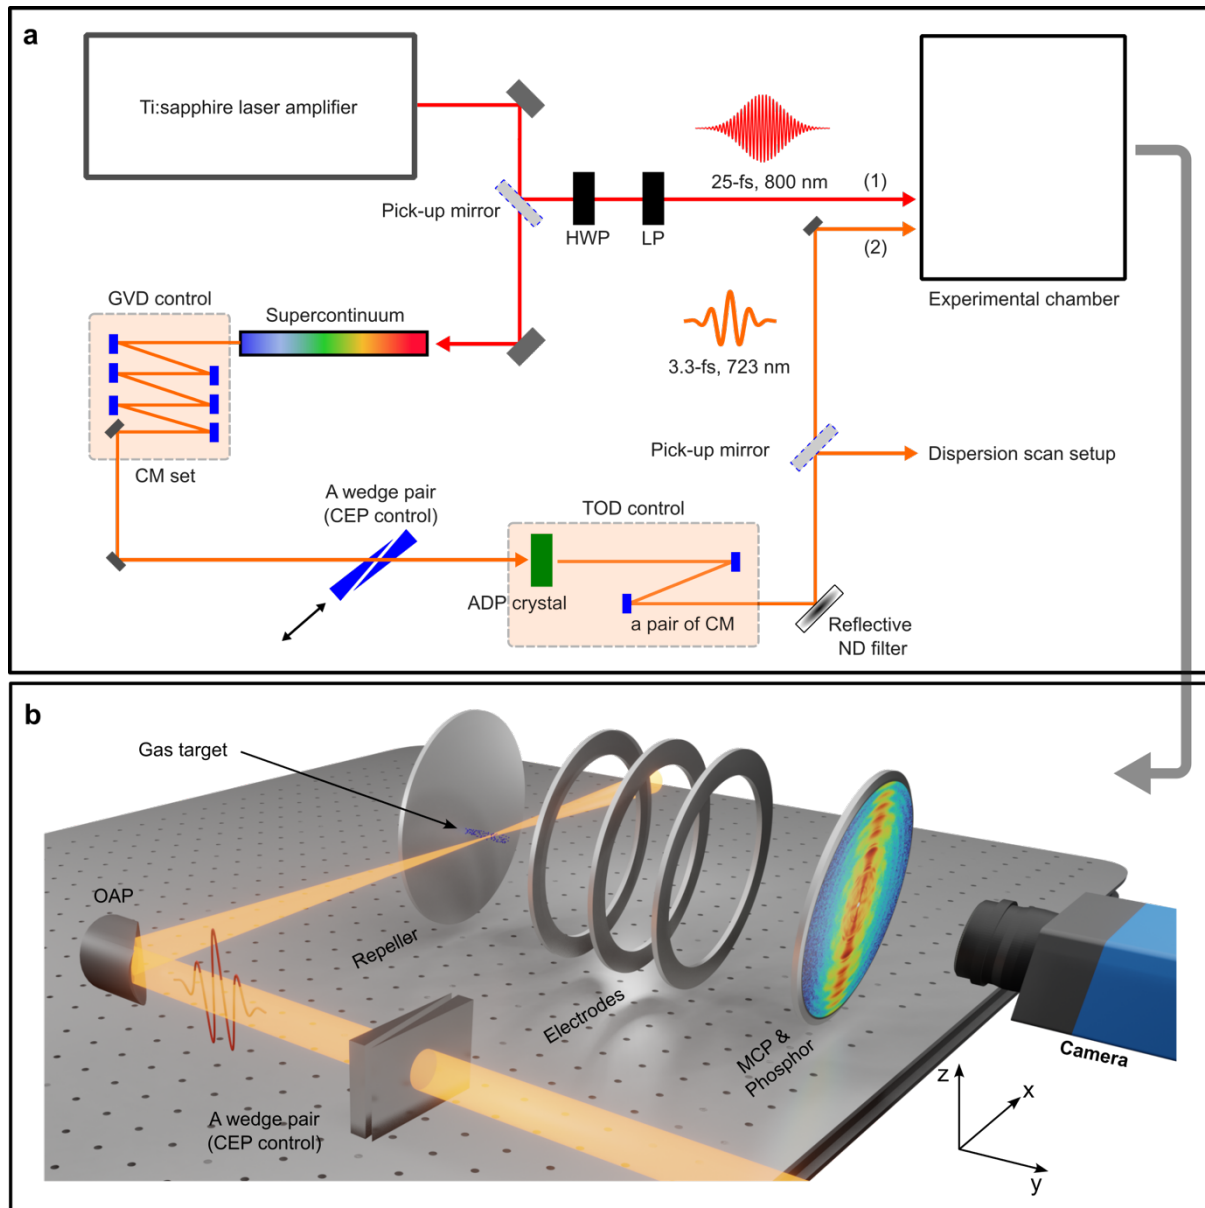 a
Ti:sapphire laser amplifier
25-fs, 800 nm
(1)
Pick-up mirror
HWP
LP
(2)
GVD control
Supercontinuum
Experimental chamber
3.3-fs, 723 nm
Pick-up mirror
Dispersion scan setup
CM set
A wedge pair
(CEP control)
TOD control
ADP crystal
a pair of CM
Reflective
ND filter
b
Gas target
OAP
Repeller
Electrodes
MCP &
Phosphor
Camera
A wedge pair
(CEP control)
z
x
y